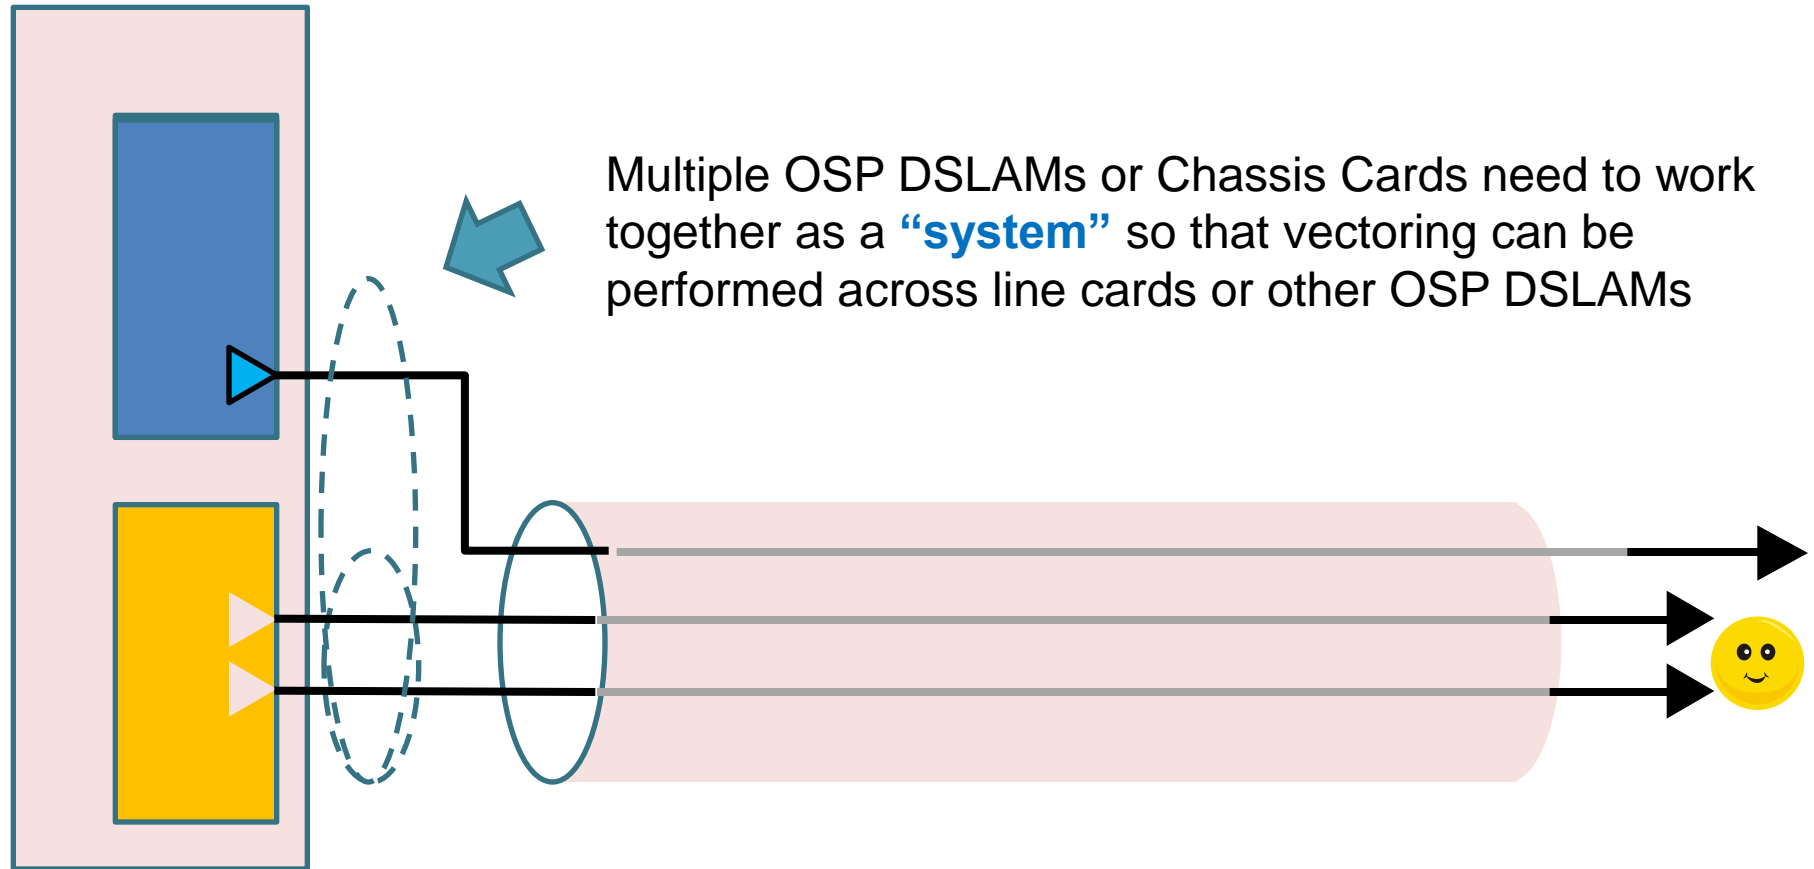 Multiple OSP DSLAMs or Chassis Cards need to work
together as a “system” so that vectoring can be
performed across line cards or other OSP DSLAMs